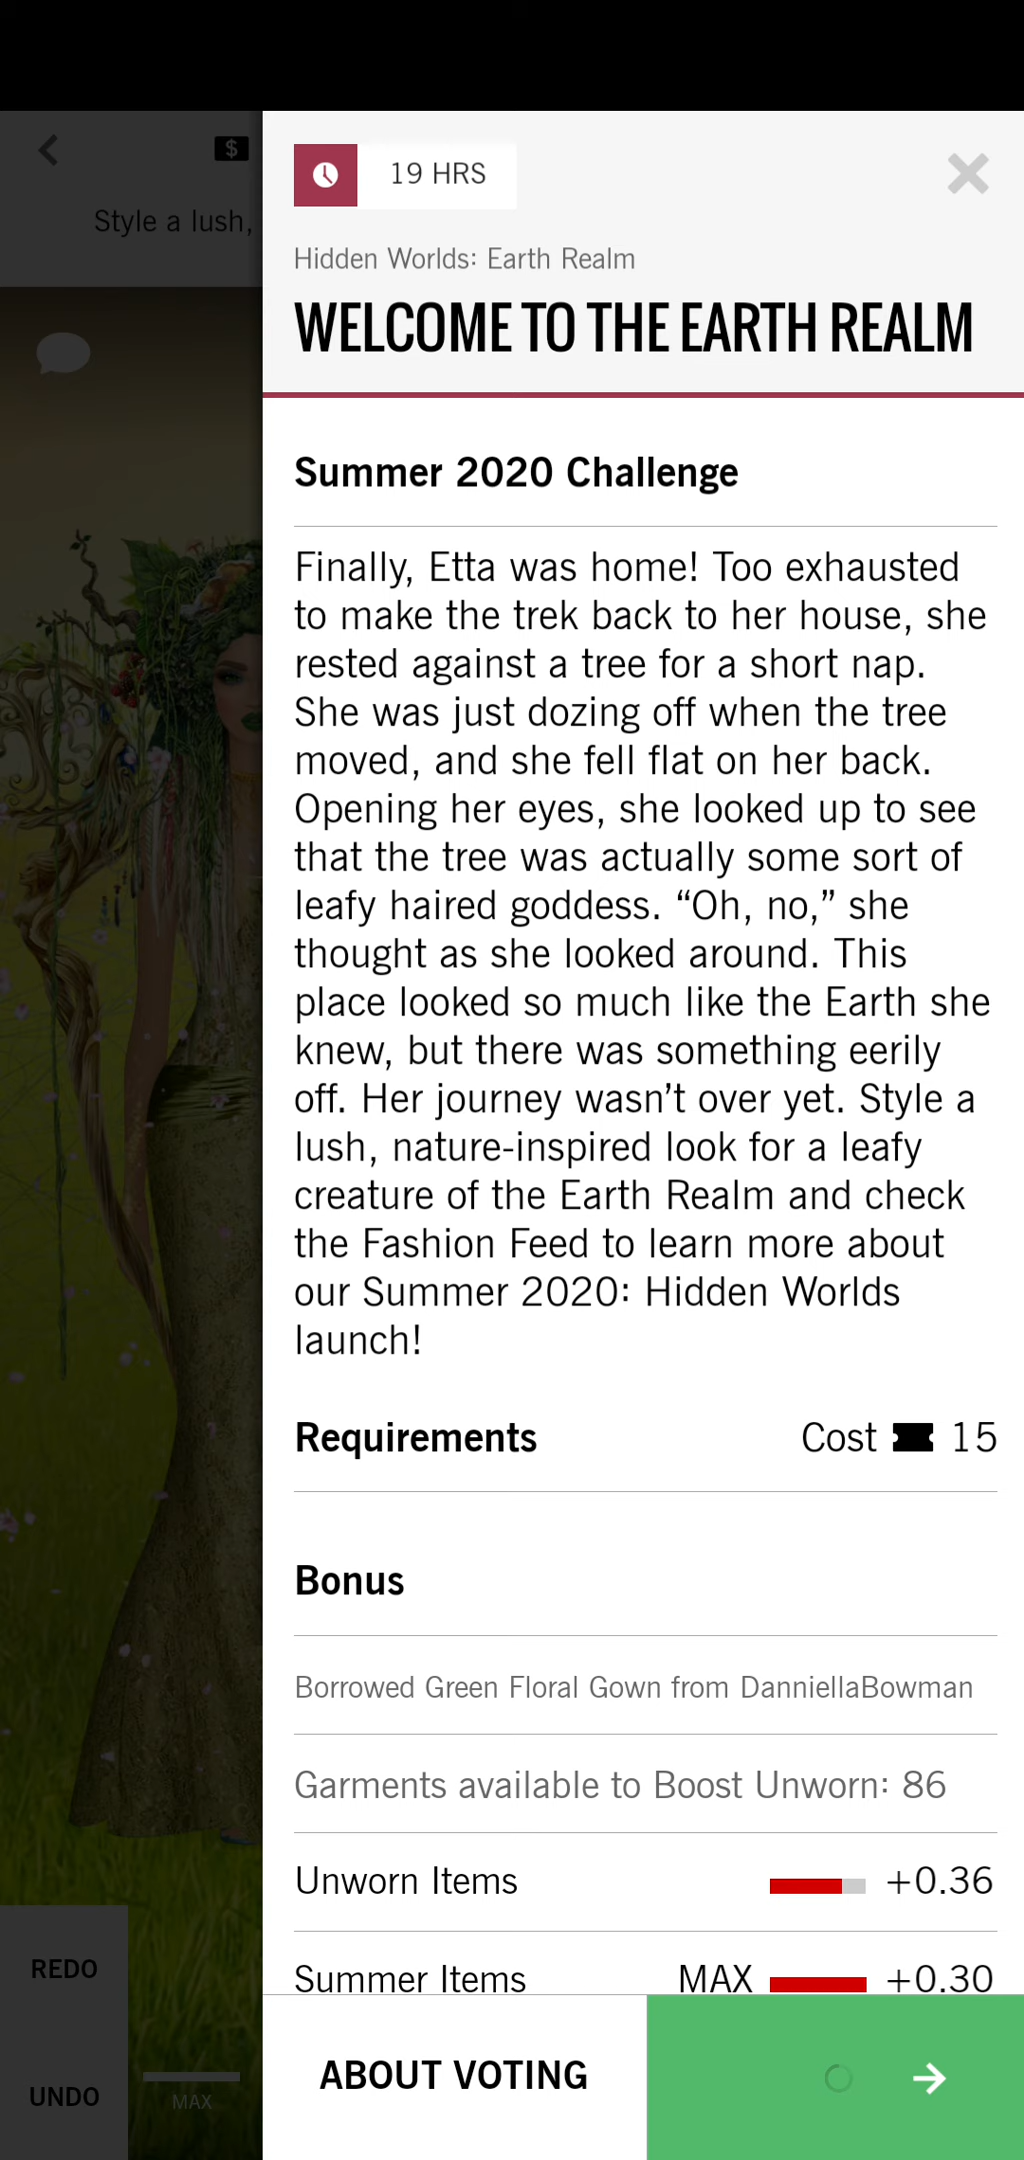 19 HRS
Style a lush,
Hidden Worlds: Earth Realm
WELCOME TO THE EARTH REALM
Summer 2020 Challenge
Finally, Etta was home! Too exhausted
to make the trek back to her house, she
rested against a tree for a short nap.
She was just dozing off when the tree
moved, and she fell flat on her back.
Opening her eyes, she looked up to see
that the tree was actually some sort of
leafy haired goddess. “Oh, no,” she
thought as she looked around. This
place looked so much like the Earth she
knew, but there was something eerily
off. Her journey wasn’t over yet. Style a
lush, nature-inspired look for a leafy
creature of the Earth Realm and check
the Fashion Feed to learn more about
our Summer 2020: Hidden Worlds
launch!
Requirements Cost 15
Bonus
Borrowed Green Floral Gown from DanniellaBowman
Garments available to Boost Unworn: 86
Unworn Items +0.36
Summer Items MAX +0.30
REDO
UNDO
MAX
ABOUT VOTING